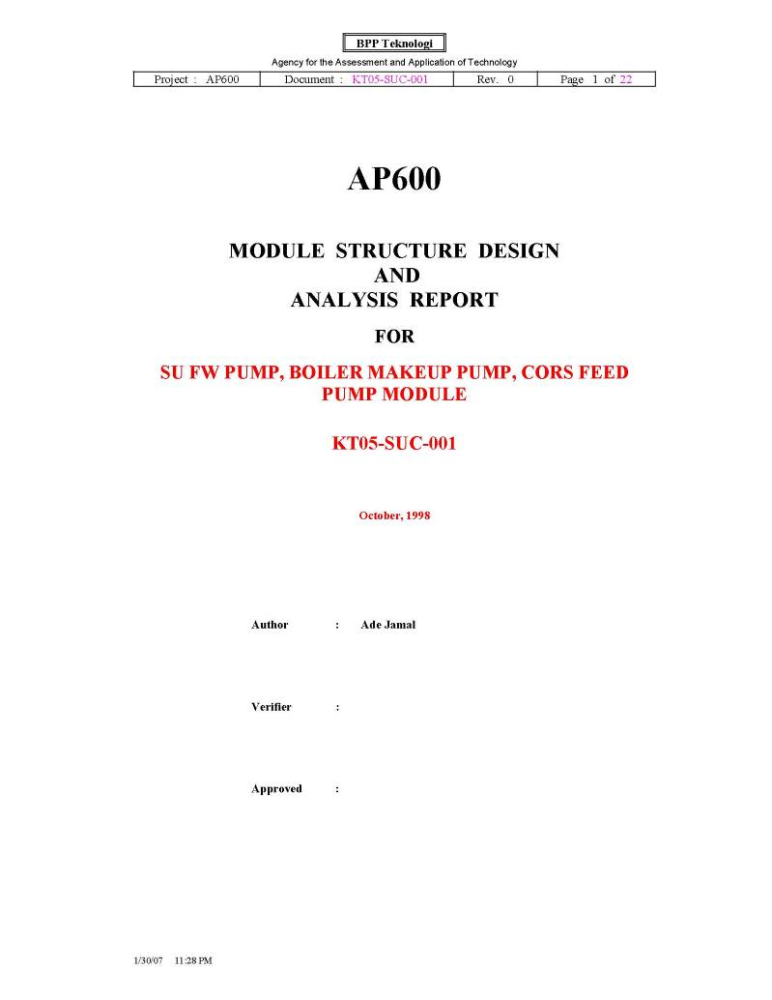 BPP Teknologi
Agency for the Assessment and Application of Technology
Project : AP600 Document : KT05-SUC-001 Rev. 0 Page 1 of 22
AP600
MODULE STRUCTURE DESIGN
AND
ANALYSIS REPORT
FOR
SU FW PUMP, BOILER MAKEUP PUMP, CORS FEED
PUMP MODULE
KT05-SUC-001
October, 1998
Author : Ade Jamal
Verifier :
Approved :
1/30/07 11:28 PM